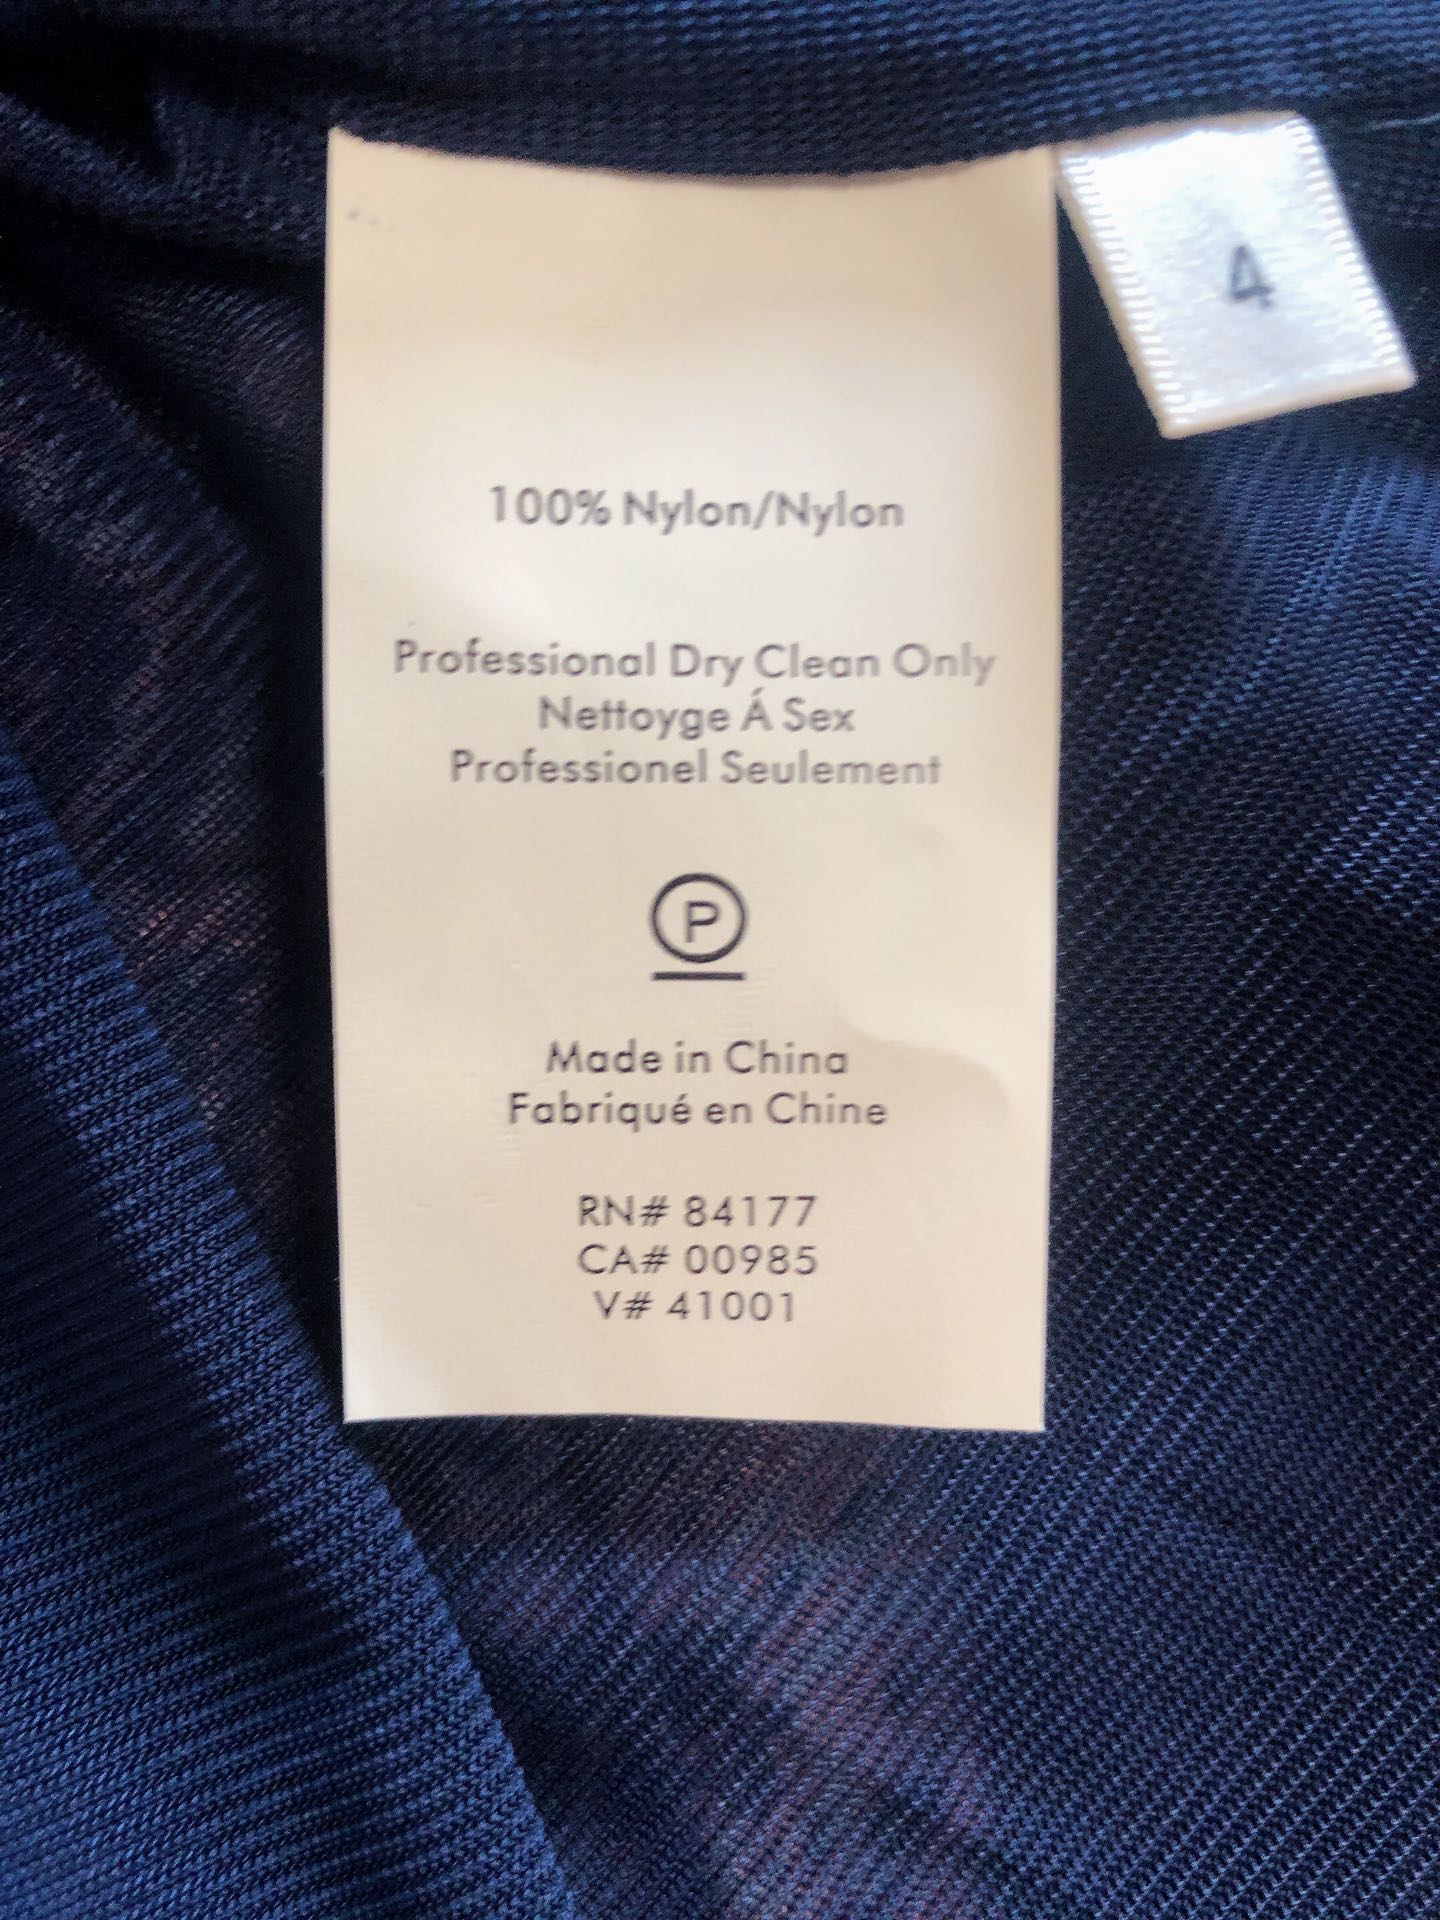 4
100% Nylon/Nylon
Professional Dry Clean Only
Nettoyge Á Sex
Professionel Seulement
P
Made in China
Fabriqué en Chine
RN# 84177
CA# 00985
V# 41001